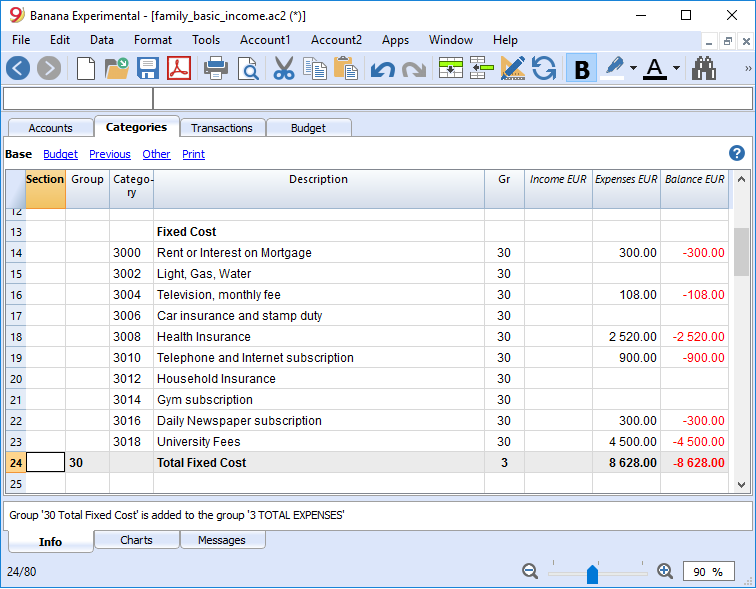 Banana Experimental - [family_basic_income.ac2 (*)]
File Edit Data Format Tools Account1 Account2 Apps Window Help
B A »
Accounts Categories Transactions Budget
Base Budget Previous Other Print ?
Section Group Catego-ry Description Gr Income EUR Expenses EUR Balance EUR
12
13 Fixed Cost
14 3000 Rent or Interest on Mortgage 30 300.00 -300.00
15 3002 Light, Gas, Water 30
16 3004 Television, monthly fee 30 108.00 -108.00
17 3006 Car insurance and stamp duty 30
18 3008 Health Insurance 30 2 520.00 -2 520.00
19 3010 Telephone and Internet subscription 30 900.00 -900.00
20 3012 Household Insurance 30
21 3014 Gym subscription 30
22 3016 Daily Newspaper subscription 30 300.00 -300.00
23 3018 University Fees 30 4 500.00 -4 500.00
24 30 Total Fixed Cost 3 8 628.00 -8 628.00
25
Group '30 Total Fixed Cost' is added to the group '3 TOTAL EXPENSES'
Info Charts Messages
24/80 90 %